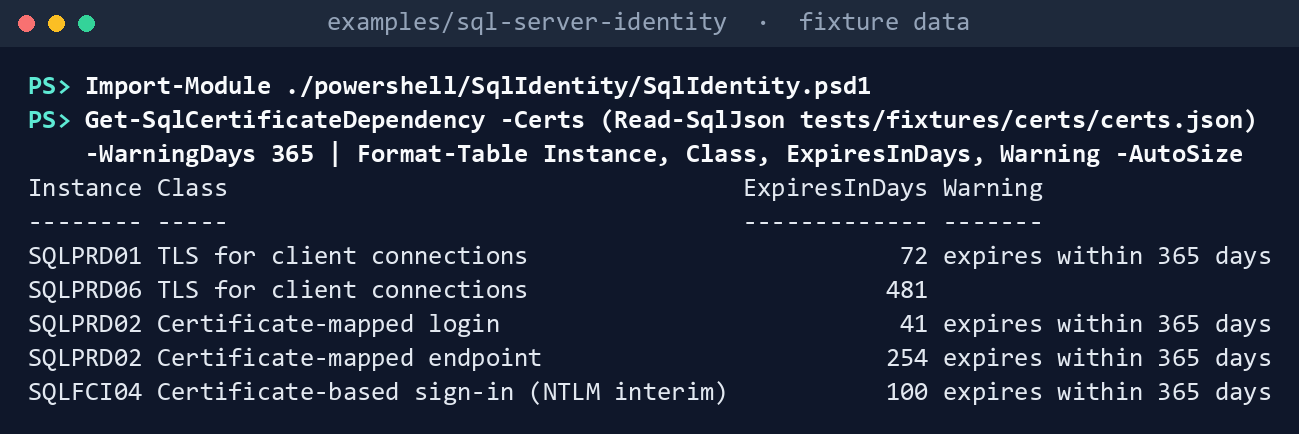 examples/sql-server-identity · fixture data
PS> Import-Module ./powershell/SqlIdentity/SqlIdentity.psd1
PS> Get-SqlCertificateDependency -Certs (Read-SqlJson tests/fixtures/certs/certs.json)
    -WarningDays 365 | Format-Table Instance, Class, ExpiresInDays, Warning -AutoSize
Instance Class                                    ExpiresInDays Warning
-------- -----                                    ------------- -------
SQLPRD01 TLS for client connections                          72 expires within 365 days
SQLPRD06 TLS for client connections                         481
SQLPRD02 Certificate-mapped login                            41 expires within 365 days
SQLPRD02 Certificate-mapped endpoint                        254 expires within 365 days
SQLFCI04 Certificate-based sign-in (NTLM interim)           100 expires within 365 days